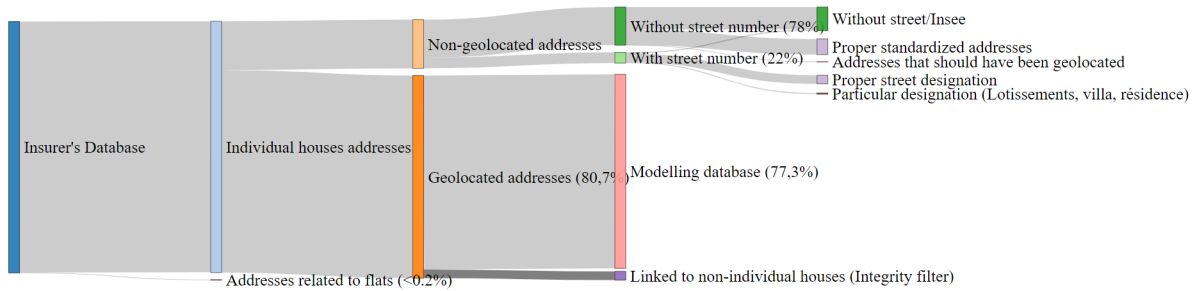 Insurer's Database
Individual houses addresses
Addresses related to flats (<0.2%)
Non-geolocated addresses
Geolocated addresses (80,7%)
Without street number (78%)
With street number (22%)
Modelling database (77,3%)
Linked to non-individual houses (Integrity filter)
Without street/Insee
Proper standardized addresses
Addresses that should have been geolocated
Proper street designation
Particular designation (Lotissements, villa, résidence)